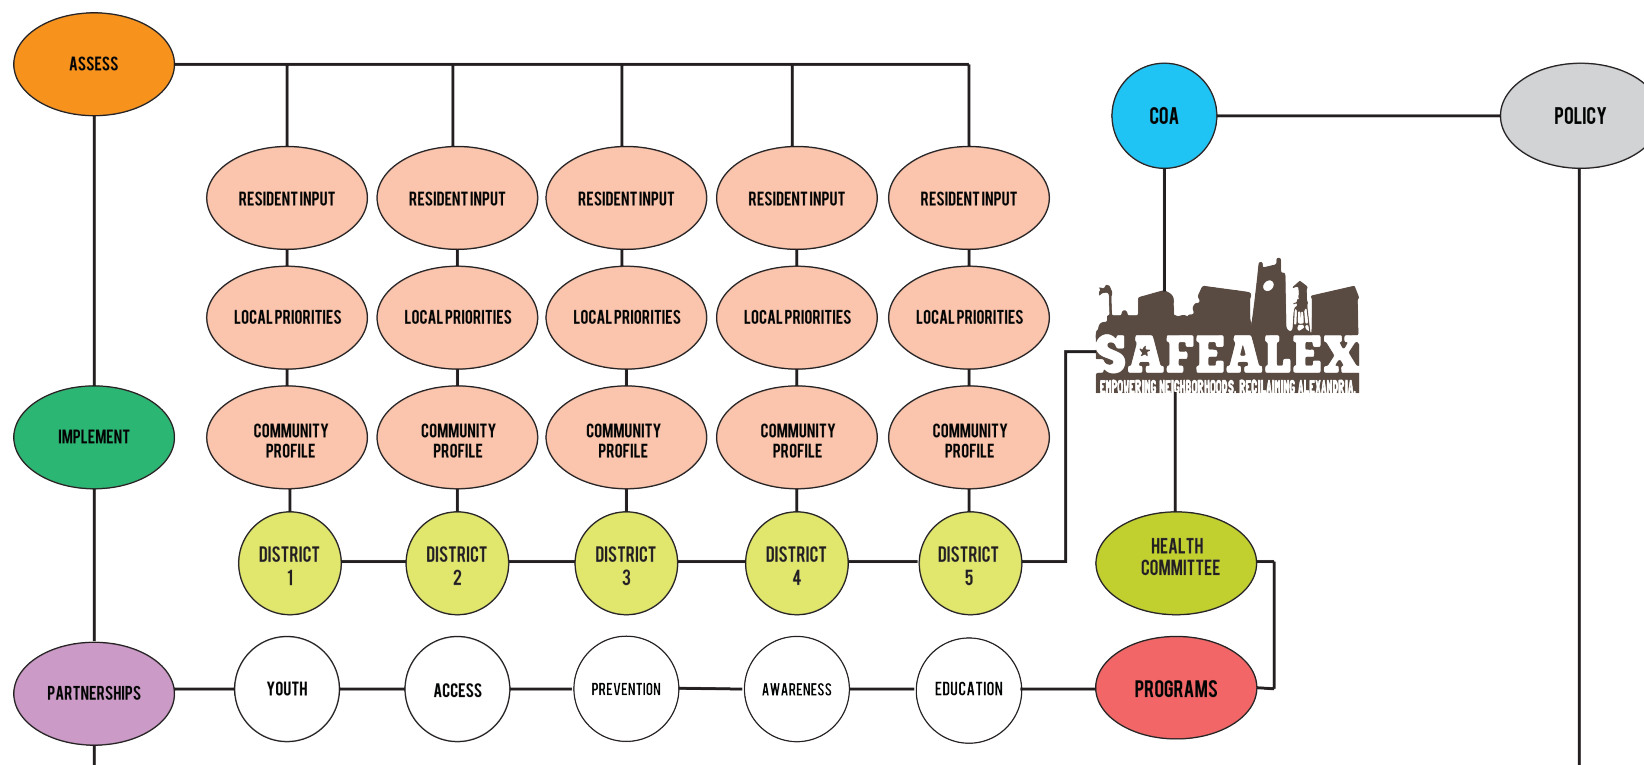 ASSESS
COA
POLICY
RESIDENT INPUT
RESIDENT INPUT
RESIDENT INPUT
RESIDENT INPUT
RESIDENT INPUT
LOCAL PRIORITIES
LOCAL PRIORITIES
LOCAL PRIORITIES
LOCAL PRIORITIES
LOCAL PRIORITIES
SAFEALEX
EMPOVERING NEIGHBORHOODS. RECILAIMING ALEXANDRIA.
IMPLEMENT
COMMUNITY
PROFILE
COMMUNITY
PROFILE
COMMUNITY
PROFILE
COMMUNITY
PROFILE
COMMUNITY
PROFILE
DISTRICT
1
DISTRICT
2
DISTRICT
3
DISTRICT
4
DISTRICT
5
HEALTH
COMMITTEE
PARTNERSHIPS
YOUTH
ACCESS
PREVENTION
AWARENESS
EDUCATION
PROGRAMS